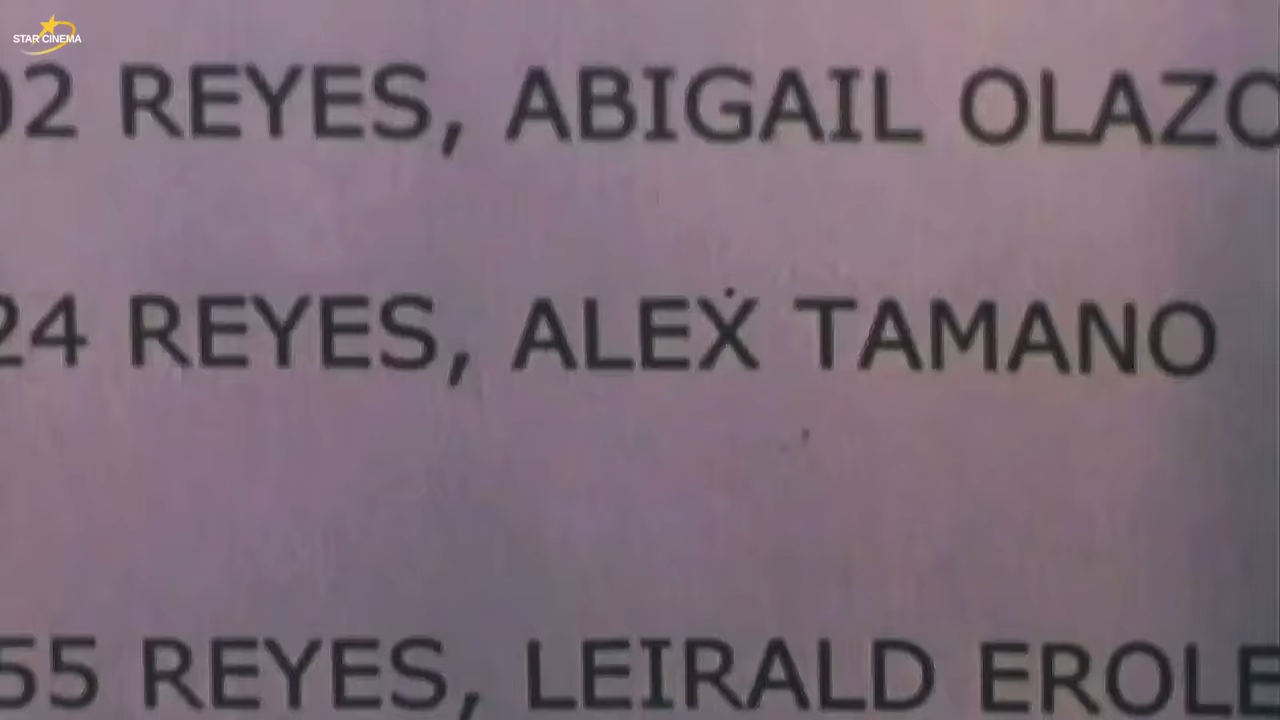 STAR CINEMA
02 REYES, ABIGAIL OLAZO
24 REYES, ALEX TAMANO
55 REYES, LEIRALD EROLE